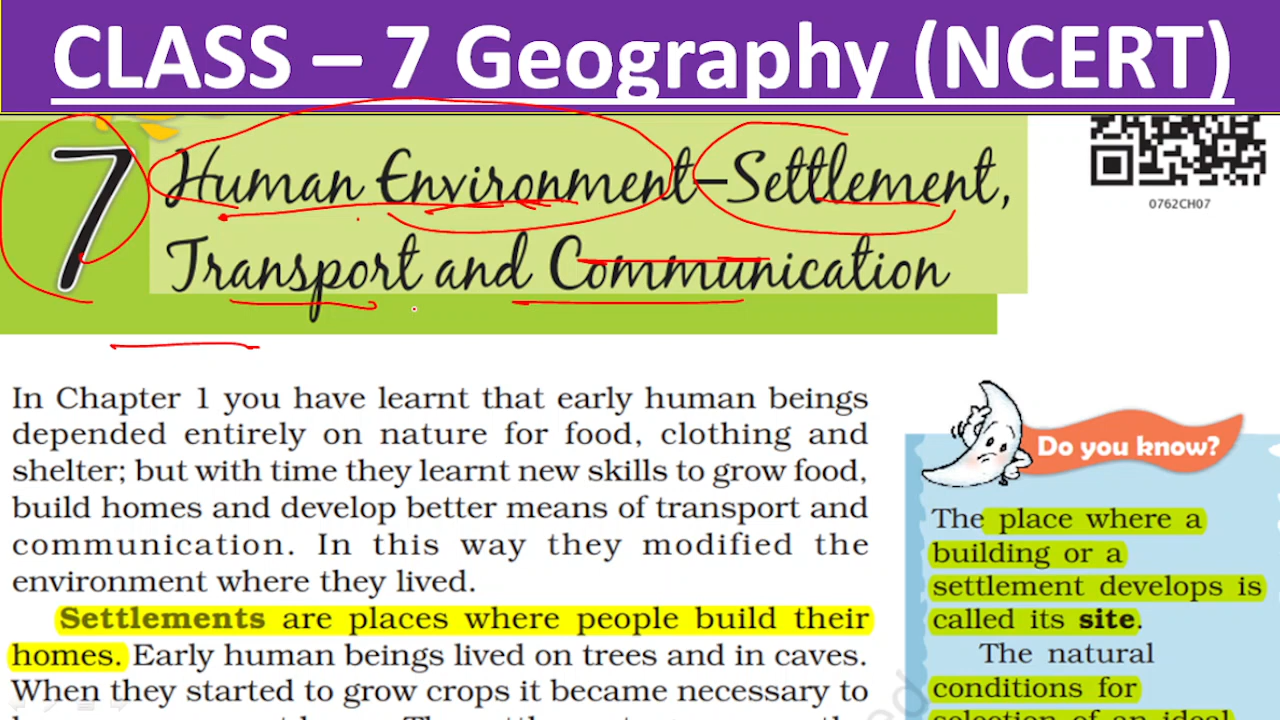 CLASS – 7 Geography (NCERT)
7
Human Environment–Settlement,
Transport and Communication
0762CH07
In Chapter 1 you have learnt that early human beings
depended entirely on nature for food, clothing and
shelter; but with time they learnt new skills to grow food,
build homes and develop better means of transport and
communication. In this way they modified the
environment where they lived.
Settlements are places where people build their
homes. Early human beings lived on trees and in caves.
When they started to grow crops it became necessary to
Do you know?
The place where a
building or a
settlement develops is
called its site.
The natural
conditions for
selection of an ideal